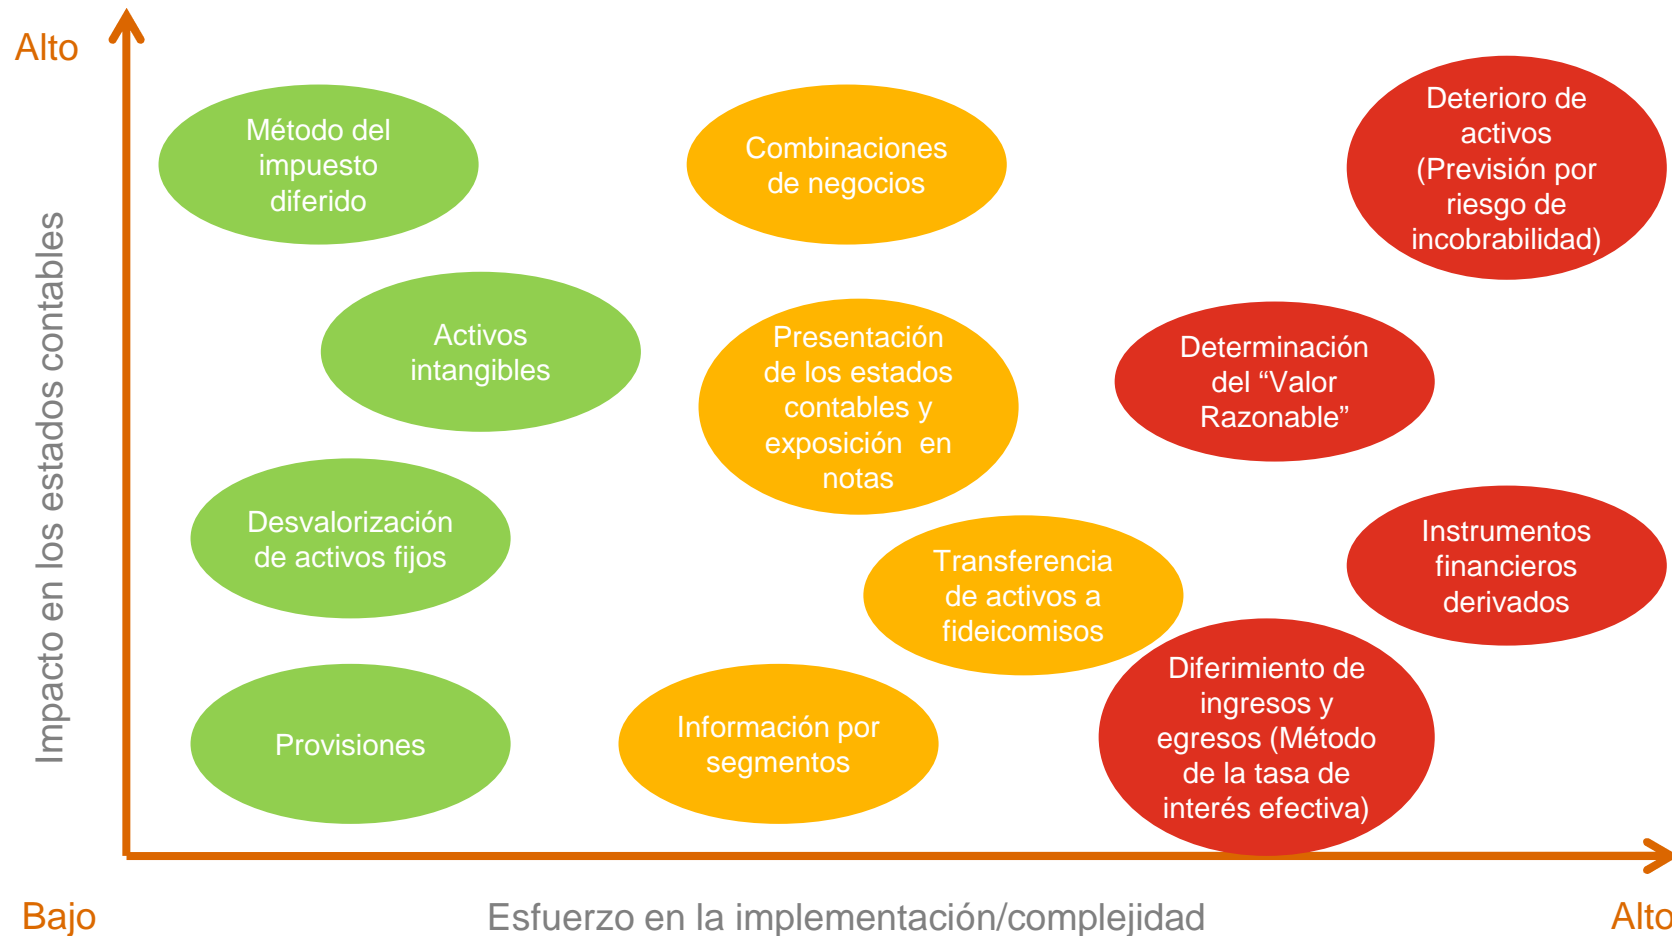 Alto
Impacto en los estados contables
Método del
impuesto
diferido
Combinaciones
de negocios
Deterioro de
activos
(Previsión por
riesgo de
incobrabilidad)
Activos
intangibles
Presentación
de los estados
contables y
exposición  en
notas
Determinación
del “Valor
Razonable”
Desvalorización
de activos fijos
Transferencia
de activos a
fideicomisos
Instrumentos
financieros
derivados
Provisiones
Información por
segmentos
Diferimiento de
ingresos y
egresos (Método
de la tasa de
interés efectiva)
Bajo
Esfuerzo en la implementación/complejidad
Alto